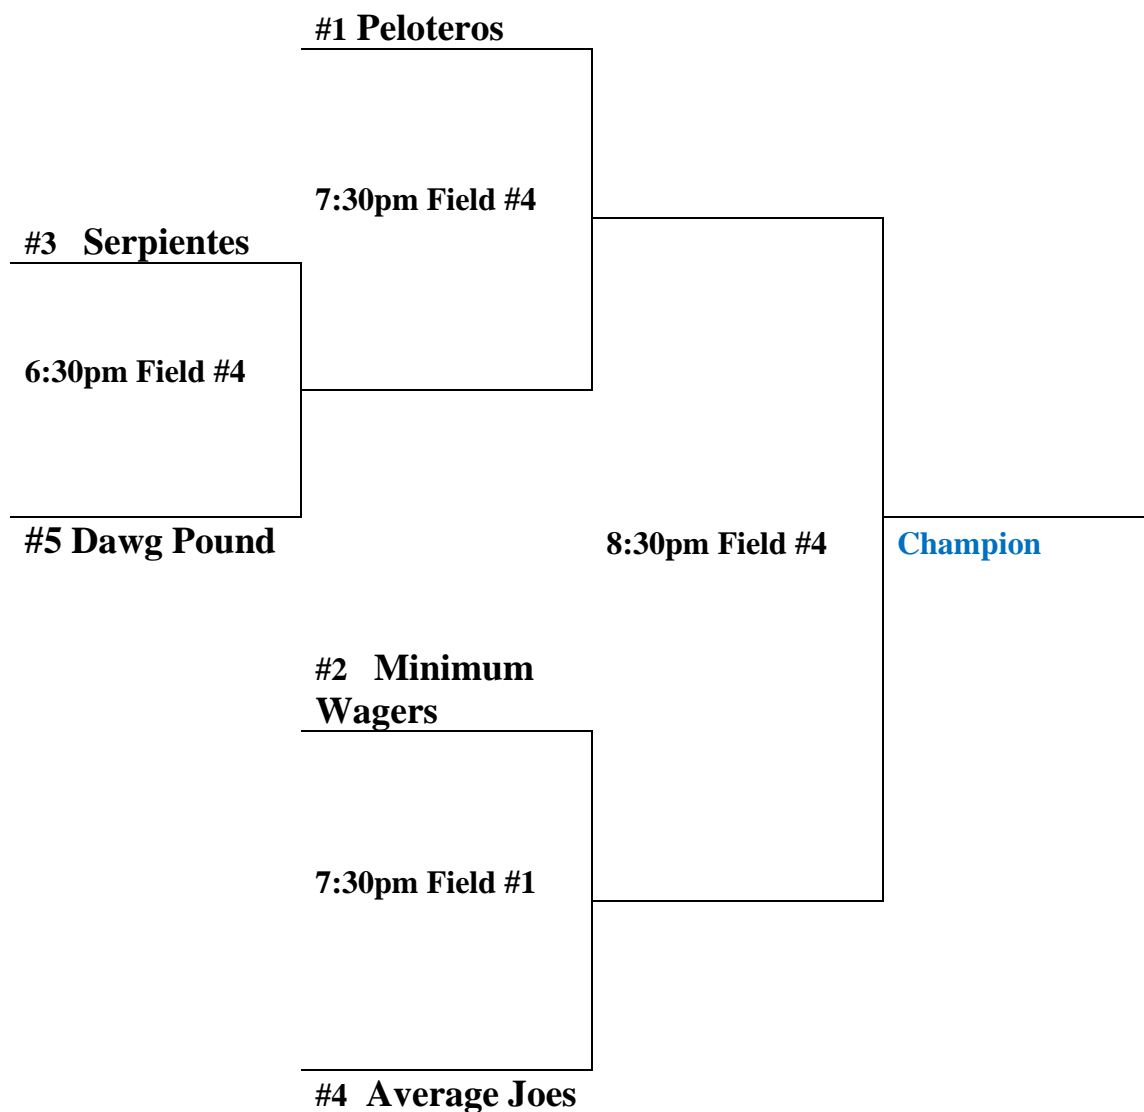 #1 Peloteros
7:30pm Field #4
#3 Serpientes
6:30pm Field #4
#5 Dawg Pound
8:30pm Field #4
Champion
#2 Minimum
Wagers
7:30pm Field #1
#4 Average Joes